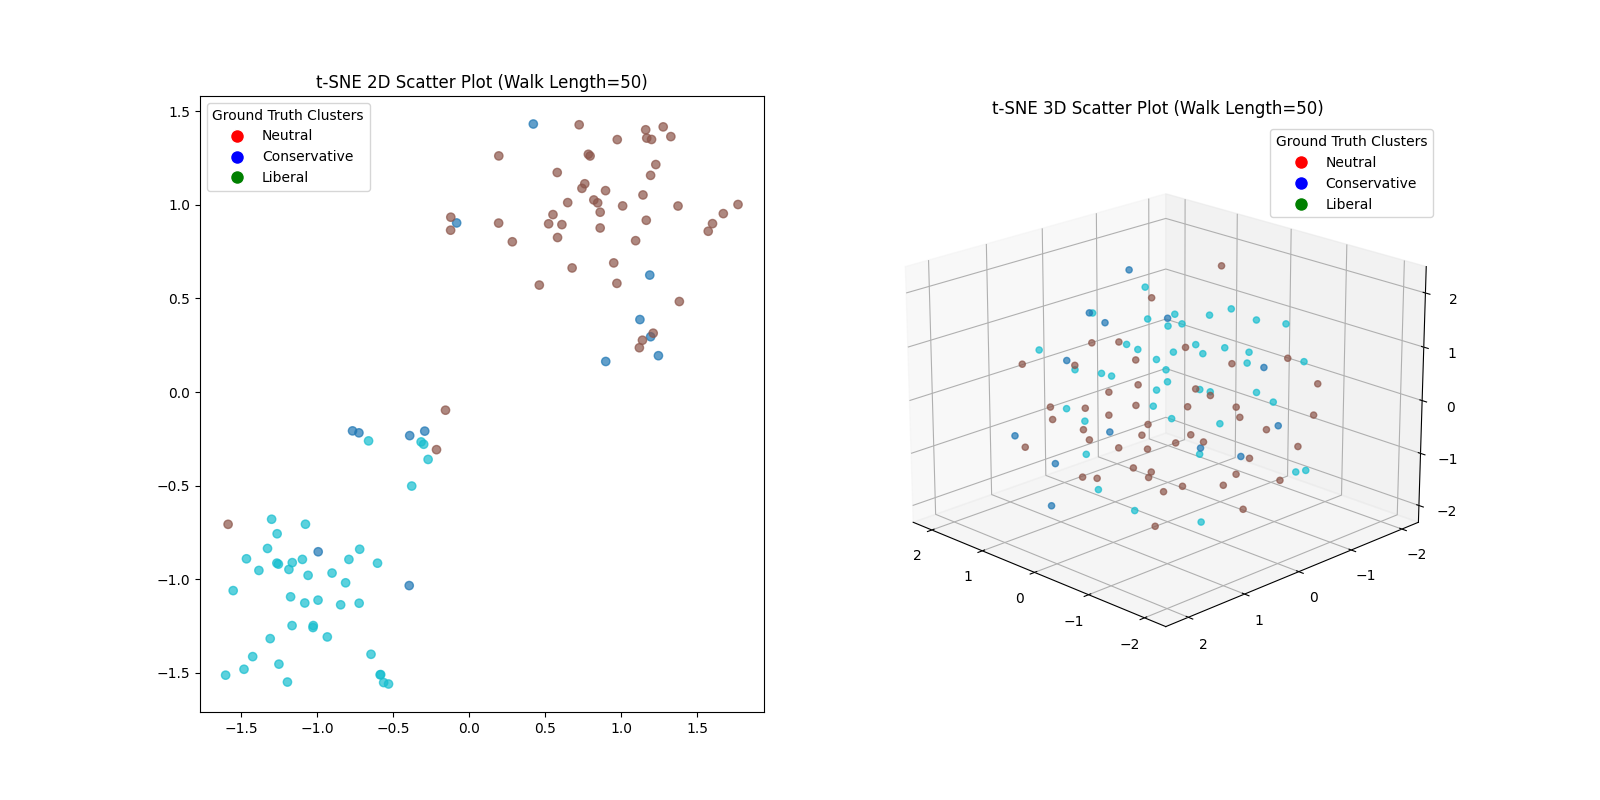 t-SNE 2D Scatter Plot (Walk Length=50)
Ground Truth Clusters
Neutral
Conservative
Liberal
1.5
1.0
0.5
0.0
−0.5
−1.0
−1.5
−1.5 −1.0 −0.5 0.0 0.5 1.0 1.5
t-SNE 3D Scatter Plot (Walk Length=50)
Ground Truth Clusters
Neutral
Conservative
Liberal
2
1
0
−1
−2
2 1 0 −1 −2
2 1 0 −1 −2